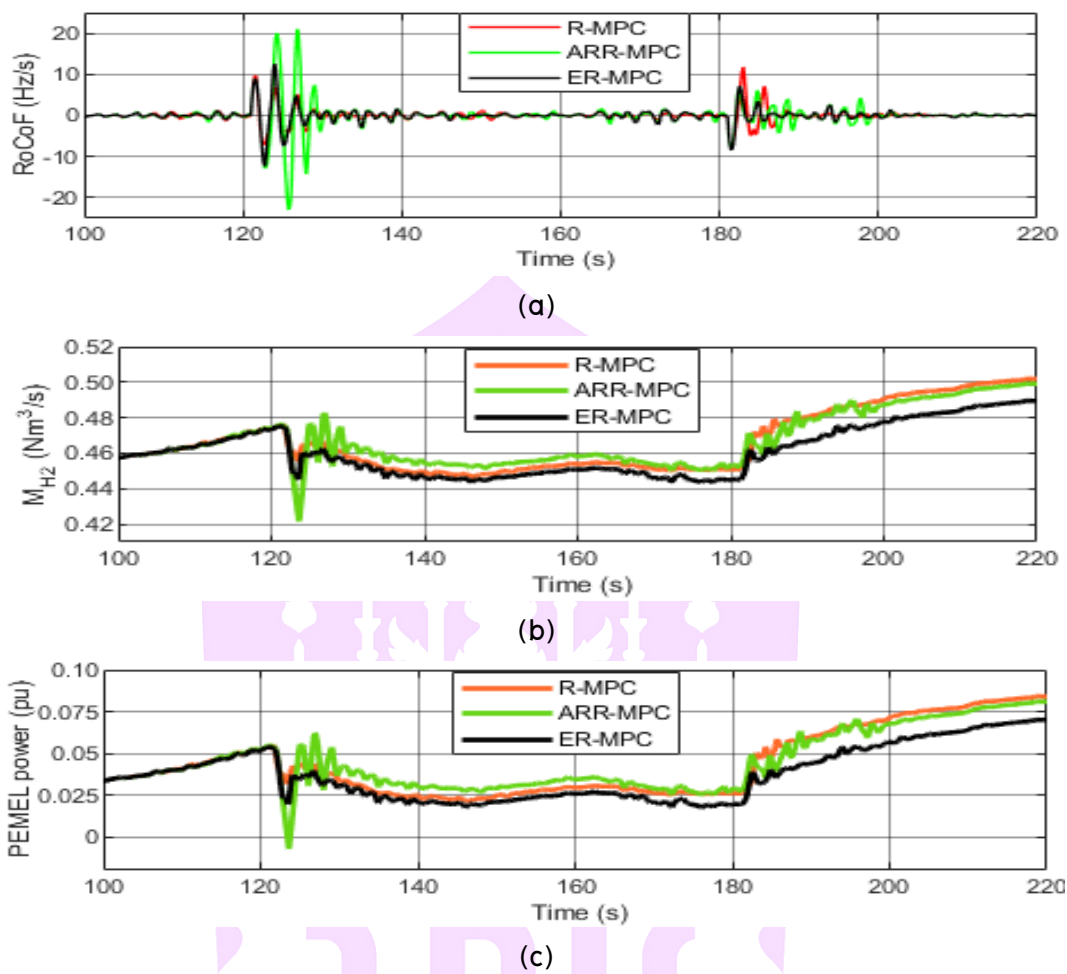 R-MPC
ARR-MPC
ER-MPC
RoCoF (Hz/s)
20
10
0
-10
-20
100 120 140 160 180 200 220
Time (s)
(a)
R-MPC
ARR-MPC
ER-MPC
M_H2 (Nm³/s)
0.52
0.50
0.48
0.46
0.44
0.42
100 120 140 160 180 200 220
Time (s)
(b)
R-MPC
ARR-MPC
ER-MPC
PEMEL power (pu)
0.10
0.075
0.05
0.025
0
100 120 140 160 180 200 220
Time (s)
(c)